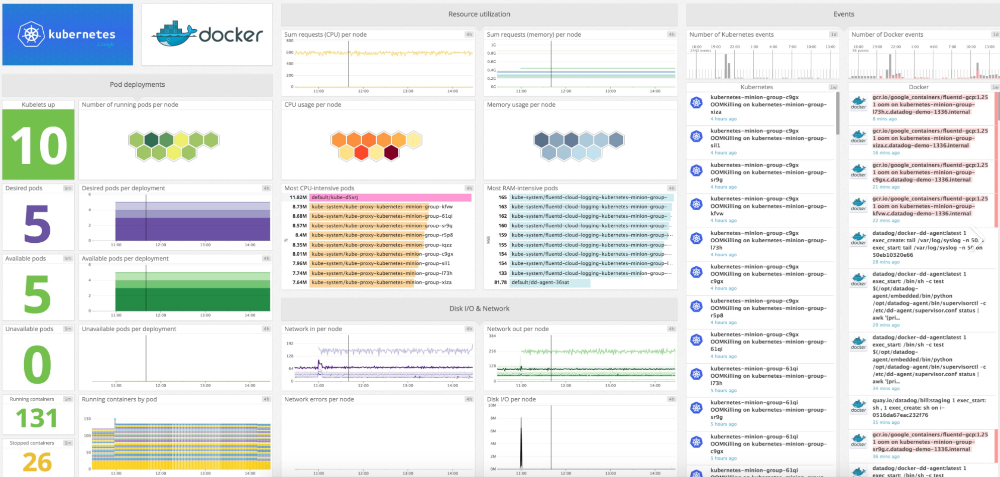 kubernetes
by Google
docker
Pod deployments
Kubelets up
10
Number of running pods per node
Desired pods 5m
5
Desired pods per deployment 4h
6
4
2
0
11:00 12:00 13:00 14:00
Available pods 5m
5
Available pods per deployment 4h
6
4
2
0
11:00 12:00 13:00 14:00
Unavailable pods 5m
0
Unavailable pods per deployment 4h
11:00 12:00 13:00 14:00
Running containers 5m
131
Stopped containers 5m
26
Running containers by pod 4h
150
100
50
0
11:00 12:00 13:00 14:00
Resource utilization
Sum requests (CPU) per node 4h
800
600
400
200
0
11:00 12:00 13:00 14:00
Sum requests (memory) per node 4h
1G
0.8G
0.6G
0.4G
0.2G
0G
11:00 12:00 13:00 14:00
CPU usage per node
Memory usage per node
Most CPU-intensive pods 4h
%
11.82M default/kube-d5xrj
8.73M kube-system/kube-proxy-kubernetes-minion-group-kfvw
8.68M kube-system/kube-proxy-kubernetes-minion-group-61qi
8.57M kube-system/kube-proxy-kubernetes-minion-group-sr9g
8.4M kube-system/kube-proxy-kubernetes-minion-group-r5p8
8.35M kube-system/kube-proxy-kubernetes-minion-group-iqzz
8.01M kube-system/kube-proxy-kubernetes-minion-group-c9gx
7.96M kube-system/kube-proxy-kubernetes-minion-group-sil1
7.74M kube-system/kube-proxy-kubernetes-minion-group-l73h
7.64M kube-system/kube-proxy-kubernetes-minion-group-xiza
Most RAM-intensive pods 4h
MiB
165 kube-system/fluentd-cloud-logging-kubernetes-minion-group-
163 kube-system/fluentd-cloud-logging-kubernetes-minion-group-
162 kube-system/fluentd-cloud-logging-kubernetes-minion-group-
160 kube-system/fluentd-cloud-logging-kubernetes-minion-group-
159 kube-system/fluentd-cloud-logging-kubernetes-minion-group-...
155 kube-system/fluentd-cloud-logging-kubernetes-minion-group-...
154 kube-system/fluentd-cloud-logging-kubernetes-minion-group-...
154 kube-system/fluentd-cloud-logging-kubernetes-minion-group-l...
133 kube-system/fluentd-cloud-logging-kubernetes-minion-group-...
81.78 default/dd-agent-36sat
Disk I/O & Network
Network in per node 4h
192
128
64
0
11:00 12:00 13:00 14:00
Network out per node 4h
384
256
128
0
11:00 12:00 13:00 14:00
Network errors per node 4h
11:00 12:00 13:00 14:00
Disk I/O per node 4h
10M
8M
6M
4M
2M
0M
11:00 12:00 13:00 14:00
Events
Number of Kubernetes events 1d
16:00 19:00 22:00 1:00 4:00 7:00 10:00 13:00
2442 events
Number of Docker events 1d
16:00 19:00 22:00 1:00 4:00 7:00 10:00 13:00
56 events
Kubernetes 1w
kubernetes-minion-group-c9gx
OOMKilling on kubernetes-minion-group-
xiza
4 hours ago
kubernetes-minion-group-c9gx
OOMKilling on kubernetes-minion-group-
sil1
4 hours ago
kubernetes-minion-group-c9gx
OOMKilling on kubernetes-minion-group-
sr9g
4 hours ago
kubernetes-minion-group-c9gx
OOMKilling on kubernetes-minion-group-
kfvw
4 hours ago
kubernetes-minion-group-c9gx
OOMKilling on kubernetes-minion-group-
l73h
4 hours ago
kubernetes-minion-group-c9gx
OOMKilling on kubernetes-minion-group-
c9gx
4 hours ago
kubernetes-minion-group-c9gx
OOMKilling on kubernetes-minion-group-
r5p8
4 hours ago
kubernetes-minion-group-c9gx
OOMKilling on kubernetes-minion-group-
61qi
4 hours ago
kubernetes-minion-group-61qi
OOMKilling on kubernetes-minion-group-
l73h
5 hours ago
kubernetes-minion-group-61qi
OOMKilling on kubernetes-minion-group-
sr9g
5 hours ago
kubernetes-minion-group-61qi
OOMKilling on kubernetes-minion-group-
c9gx
5 hours ago
kubernetes-minion-group-61qi
OOMKilling on kubernetes-minion-group-
Docker 1w
docker
gcr.io/google_containers/fluentd-gcp:1.25
1 oom on kubernetes-minion-group-
l73h.c.datadog-demo-1336.internal
8 mins ago
docker
gcr.io/google_containers/fluentd-gcp:1.25
1 oom on kubernetes-minion-group-
xiza.c.datadog-demo-1336.internal
16 mins ago
docker
gcr.io/google_containers/fluentd-gcp:1.25
1 oom on kubernetes-minion-group-
c9gx.c.datadog-demo-1336.internal
21 mins ago
docker
gcr.io/google_containers/fluentd-gcp:1.25
1 oom on kubernetes-minion-group-
kfvw.c.datadog-demo-1336.internal
22 mins ago
docker
datadog/docker-dd-agent:latest 1
exec_create: tail /var/log/syslog -n 50, 1
exec_start: tail /var/log/syslog -n 50 on
50eb10320e66
28 mins ago
docker
datadog/docker-dd-agent:latest 1
exec_start: /bin/sh -c test
$(/opt/datadog-
agent/embedded/bin/python
/opt/datadog-agent/bin/supervisorctl -c
/etc/dd-agent/supervisor.conf status |
awk '{pri...
29 mins ago
docker
datadog/docker-dd-agent:latest 1
exec_start: /bin/sh -c test
$(/opt/datadog-
agent/embedded/bin/python
/opt/datadog-agent/bin/supervisorctl -c
/etc/dd-agent/supervisor.conf status |
awk '{pri...
34 mins ago
docker
quay.io/datadog/bill:staging 1 exec_start:
sh , 1 exec_create: sh on i-
0516da67eac232f76
35 mins ago
docker
gcr.io/google_containers/fluentd-gcp:1.25
1 oom on kubernetes-minion-group-
sr9g.c.datadog-demo-1336.internal
36 mins ago
datadog/docker-dd-agent:latest 1
exec_start: /bin/sh -c test